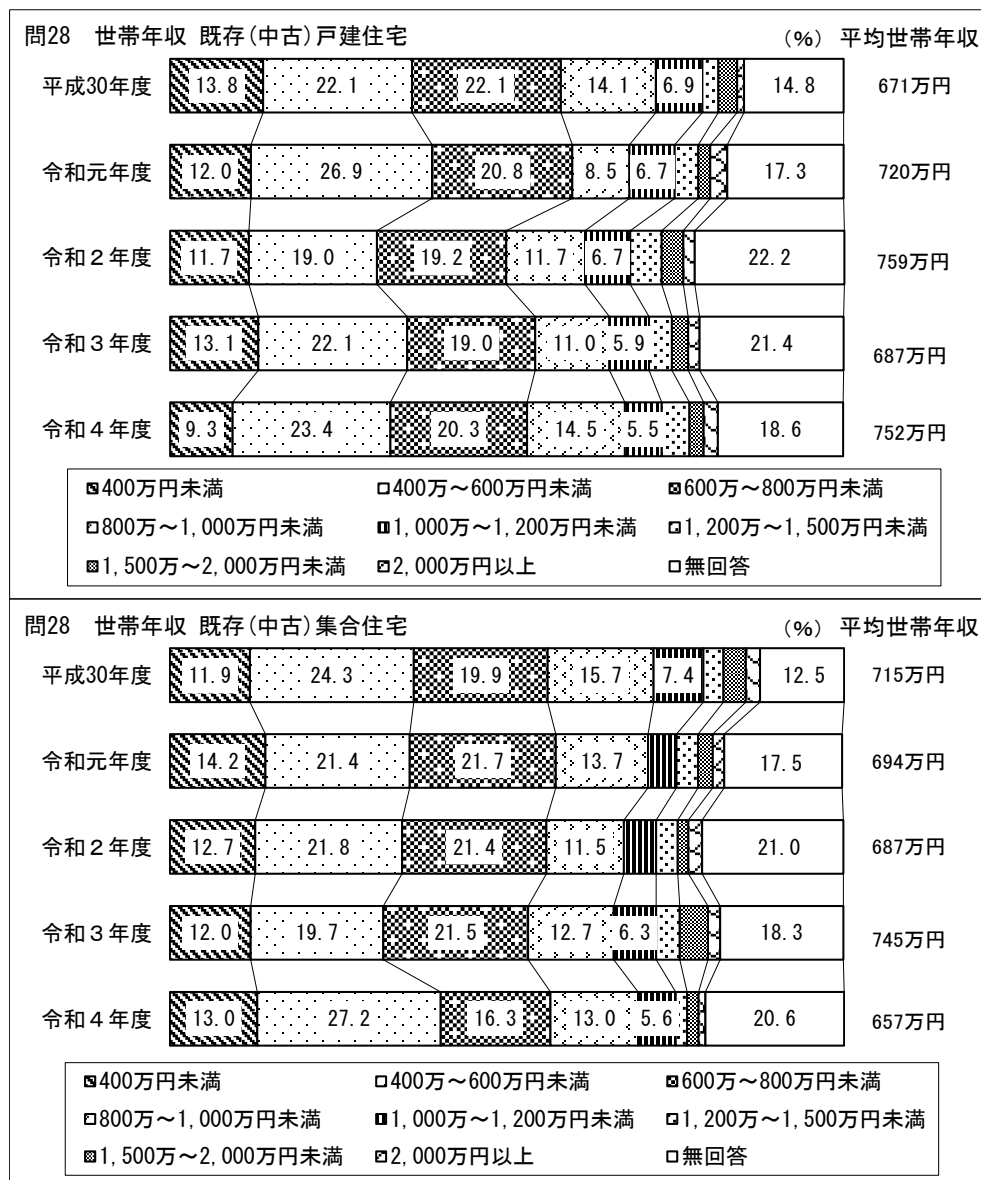 問28 世帯年収 既存(中古)戸建住宅 (%) 平均世帯年収
平成30年度 13.8 22.1 22.1 14.1 6.9 14.8 671万円
令和元年度 12.0 26.9 20.8 8.5 6.7 17.3 720万円
令和2年度 11.7 19.0 19.2 11.7 6.7 22.2 759万円
令和3年度 13.1 22.1 19.0 11.0 5.9 21.4 687万円
令和4年度 9.3 23.4 20.3 14.5 5.5 18.6 752万円
400万円未満 400万~600万円未満 600万~800万円未満
800万~1,000万円未満 1,000万~1,200万円未満 1,200万~1,500万円未満
1,500万~2,000万円未満 2,000万円以上 無回答
問28 世帯年収 既存(中古)集合住宅 (%) 平均世帯年収
平成30年度 11.9 24.3 19.9 15.7 7.4 12.5 715万円
令和元年度 14.2 21.4 21.7 13.7 17.5 694万円
令和2年度 12.7 21.8 21.4 11.5 21.0 687万円
令和3年度 12.0 19.7 21.5 12.7 6.3 18.3 745万円
令和4年度 13.0 27.2 16.3 13.0 5.6 20.6 657万円
400万円未満 400万~600万円未満 600万~800万円未満
800万~1,000万円未満 1,000万~1,200万円未満 1,200万~1,500万円未満
1,500万~2,000万円未満 2,000万円以上 無回答